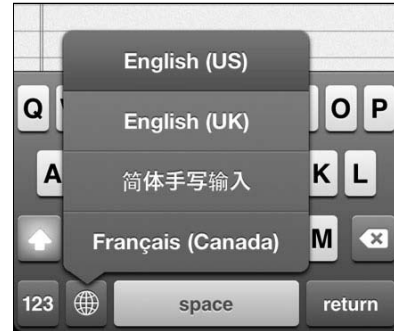 English (US)
Q O P
English (UK)
A K L
简体手写输入
M
Français (Canada)
123 space return